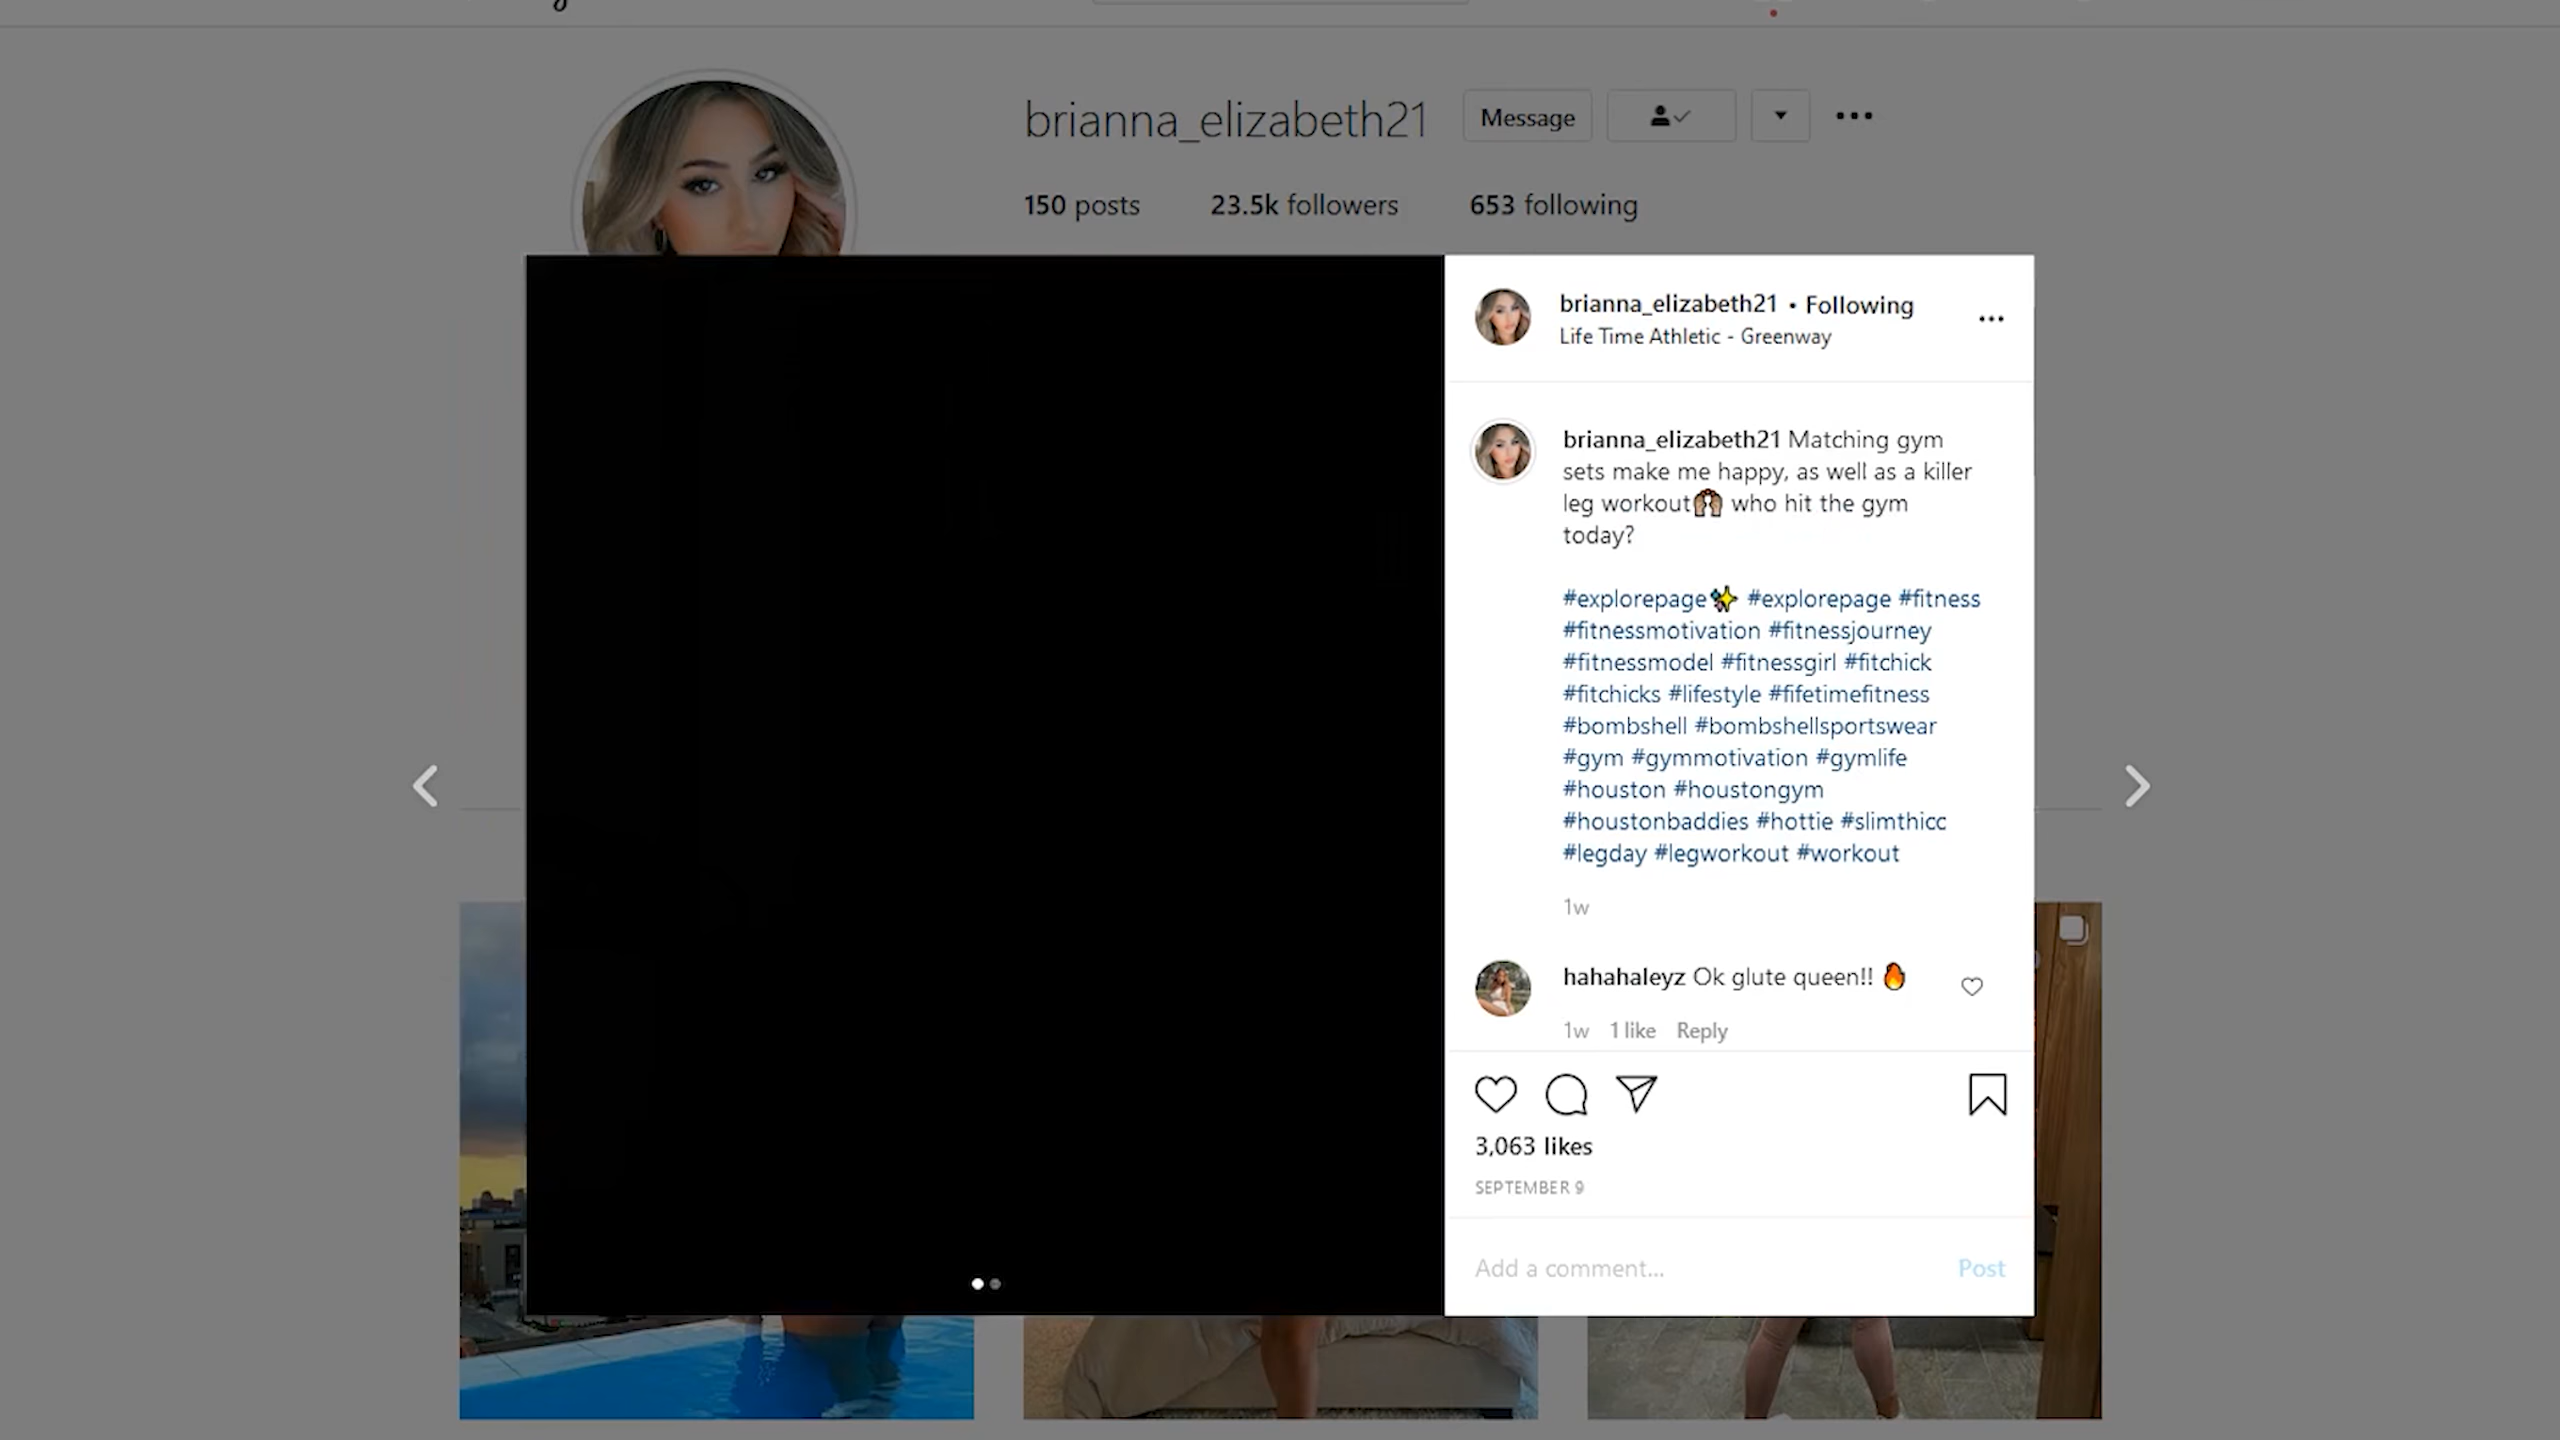 brianna_elizabeth21 Message
150 posts 23.5k followers 653 following
brianna_elizabeth21 • Following
Life Time Athletic - Greenway
brianna_elizabeth21 Matching gym
sets make me happy, as well as a killer
leg workout🙌🏽 who hit the gym
today?
#explorepage✨ #explorepage #fitness
#fitnessmotivation #fitnessjourney
#fitnessmodel #fitnessgirl #fitchick
#fitchicks #lifestyle #fifetimefitness
#bombshell #bombshellsportswear
#gym #gymmotivation #gymlife
#houston #houstongym
#houstonbaddies #hottie #slimthicc
#legday #legworkout #workout
1w
hahahaleyz Ok glute queen!! 🔥
1w 1 like Reply
3,063 likes
SEPTEMBER 9
Add a comment... Post